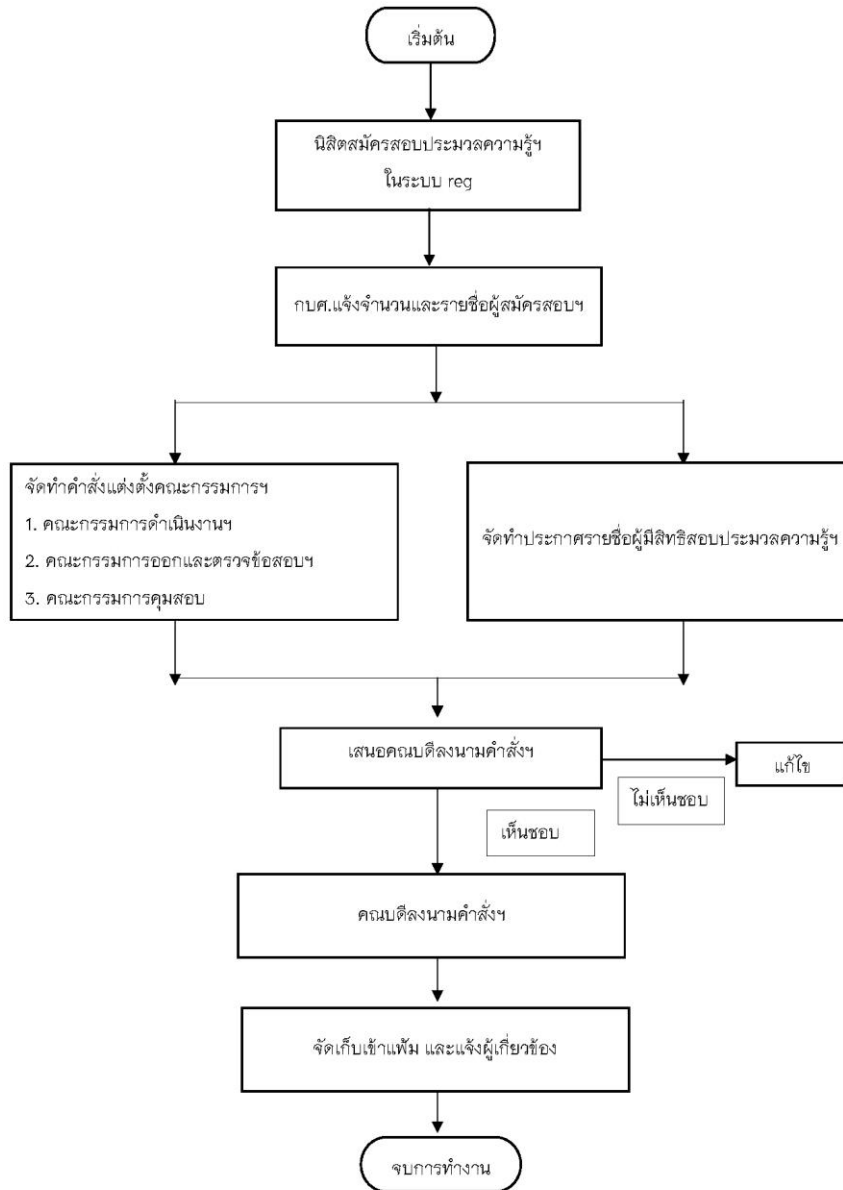 เริ่มต้น
นิสิตสมัครสอบประมวลความรู้ฯ
ในระบบ reg
กบศ.แจ้งจำนวนและรายชื่อผู้สมัครสอบฯ
จัดทำคำสั่งแต่งตั้งคณะกรรมการฯ
1. คณะกรรมการดำเนินงานฯ
2. คณะกรรมการออกและตรวจข้อสอบฯ
3. คณะกรรมการคุมสอบ
จัดทำประกาศรายชื่อผู้มีสิทธิสอบประมวลความรู้ฯ
เสนอคณบดีลงนามคำสั่งฯ
แก้ไข
ไม่เห็นชอบ
เห็นชอบ
คณบดีลงนามคำสั่งฯ
จัดเก็บเข้าแฟ้ม และแจ้งผู้เกี่ยวข้อง
จบการทำงาน